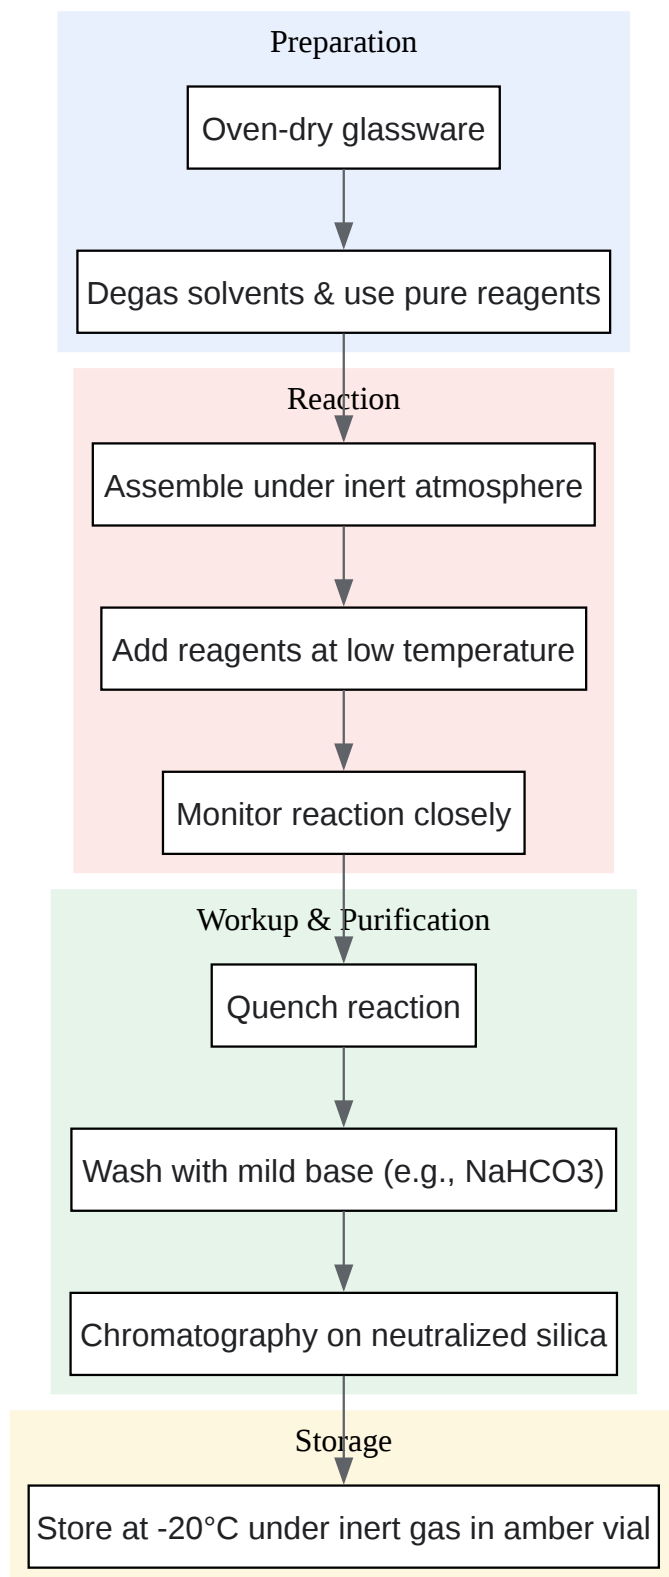 Preparation
Oven-dry glassware
Degas solvents & use pure reagents
Reaction
Assemble under inert atmosphere
Add reagents at low temperature
Monitor reaction closely
Workup & Purification
Quench reaction
Wash with mild base (e.g., NaHCO3)
Chromatography on neutralized silica
Storage
Store at -20°C under inert gas in amber vial